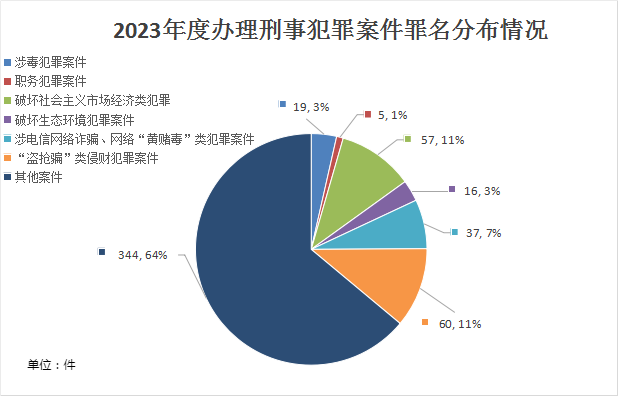 2023年度办理刑事犯罪案件罪名分布情况
涉毒犯罪案件
职务犯罪案件
破坏社会主义市场经济类犯罪
破坏生态环境犯罪案件
涉电信网络诈骗、网络“黄赌毒”类犯罪案件
“盗抢骗”类侵财犯罪案件
其他案件
19, 3%
5, 1%
57, 11%
16, 3%
37, 7%
344, 64%
60, 11%
单位：件